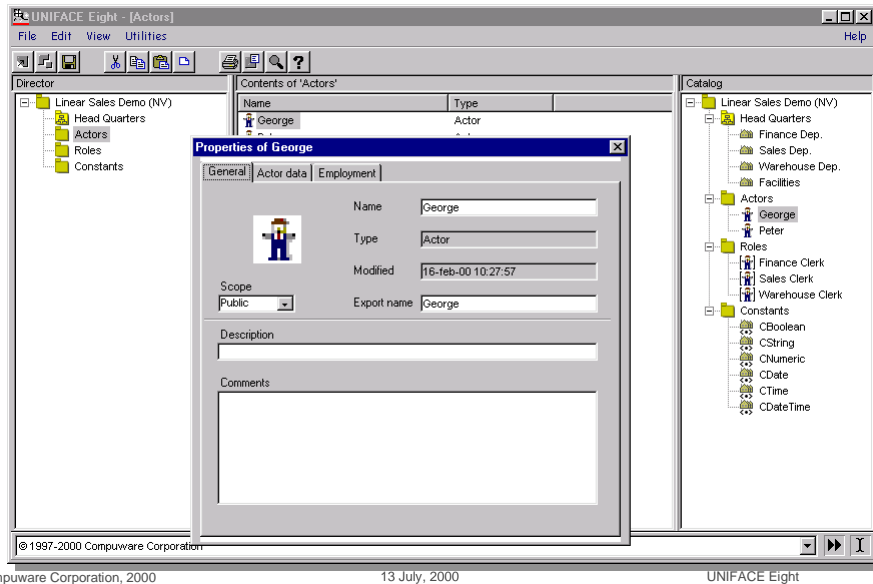 UNIFACE Eight - [Actors]
File Edit View Utilities Help
Director
Linear Sales Demo (NV)
Head Quarters
Actors
Roles
Constants
Contents of 'Actors'
Name Type
George Actor
Catalog
Linear Sales Demo (NV)
Head Quarters
Finance Dep.
Sales Dep.
Warehouse Dep.
Facilities
Actors
George
Peter
Roles
Finance Clerk
Sales Clerk
Warehouse Clerk
Constants
CBoolean
CString
CNumeric
CDate
CTime
CDateTime
Properties of George
General Actor data Employment
Name George
Type Actor
Modified 16-feb-00 10:27:57
Scope
Public
Export name George
Description
Comments
© 1997-2000 Compuware Corporation
mpuware Corporation, 2000 13 July, 2000 UNIFACE Eight